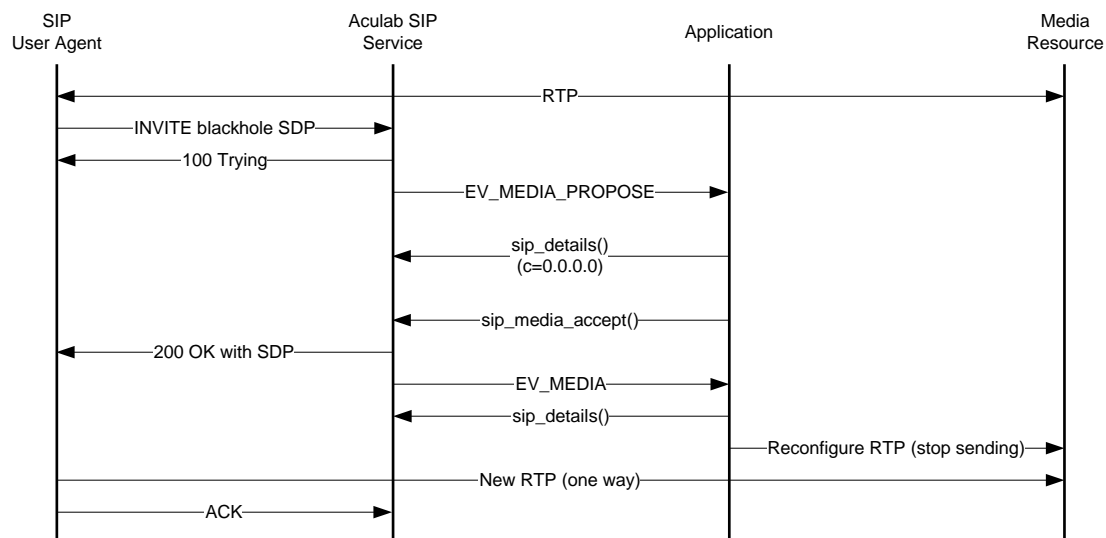 SIP
User Agent
Aculab SIP
Service
Application
Media
Resource
RTP
INVITE blackhole SDP
100 Trying
EV_MEDIA_PROPOSE
sip_details()
(c=0.0.0.0)
sip_media_accept()
200 OK with SDP
EV_MEDIA
sip_details()
Reconfigure RTP (stop sending)
New RTP (one way)
ACK